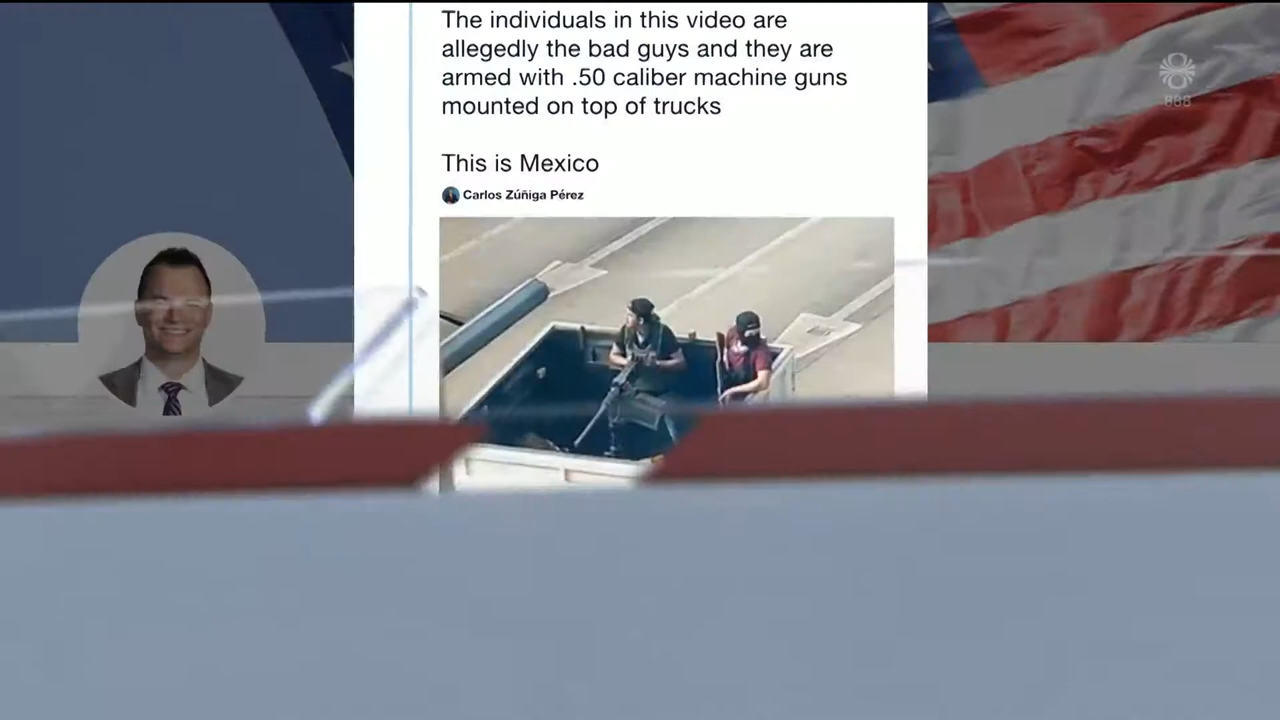 The individuals in this video are
allegedly the bad guys and they are
armed with .50 caliber machine guns
mounted on top of trucks
This is Mexico
Carlos Zúñiga Pérez
888